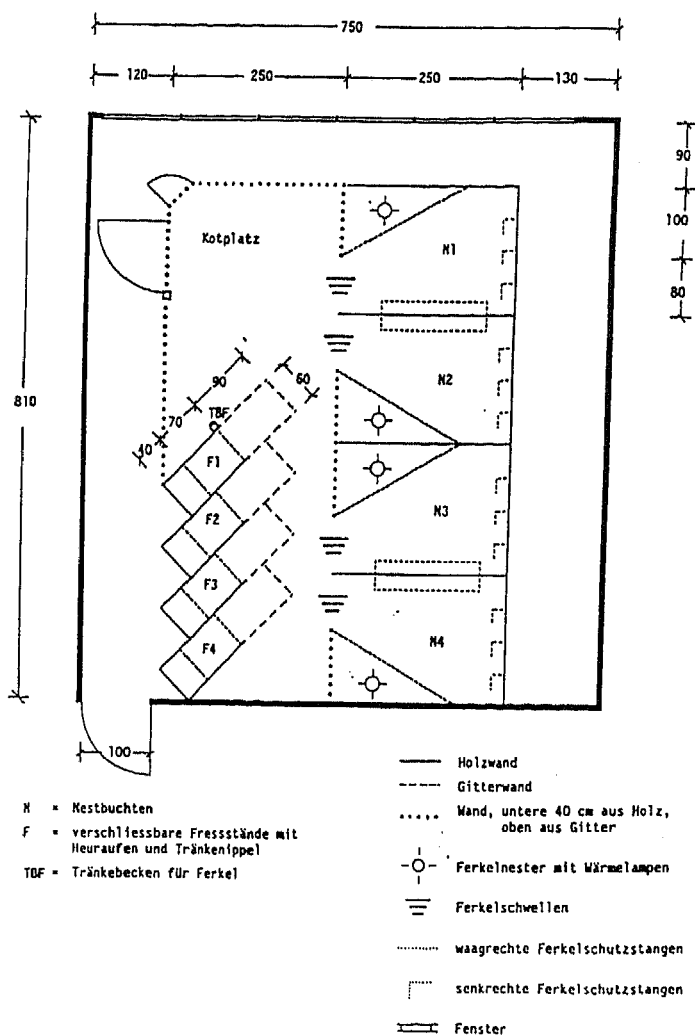 750
120
250
250
130
90
100
80
810
Kotplatz
N1
N2
N3
N4
90
60
70
TBF
40
F1
F2
F3
F4
100
N = Nestbuchten
F = verschliessbare Fressstände mit
Heuraufen und Tränkenippel
TBF = Tränkebecken für Ferkel
Holzwand
Gitterwand
Wand, untere 40 cm aus Holz,
oben aus Gitter
Ferkelnester mit Wärmelampen
Ferkelschwellen
waagrechte Ferkelschutzstangen
senkrechte Ferkelschutzstangen
Fenster